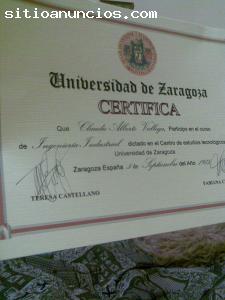 sitioanuncios.com
Universidad de Zaragoza
CERTIFICA
Que Claudio Alberto Vallejo, Participo en el curso
de Ingeniería Industrial dictado en el Centro de estudios tecnologicos
Universidad de Zaragoza
Zaragoza España de Septiembre del Año
TERESA CASTELLANO